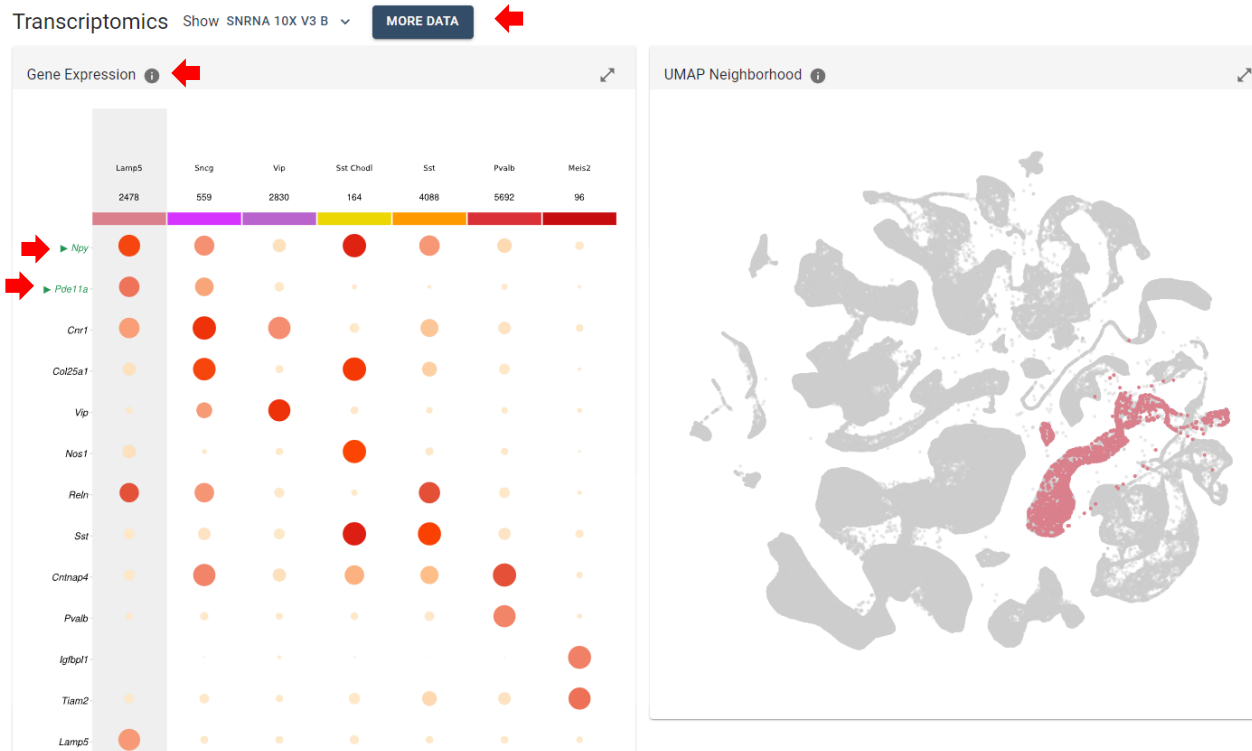 Transcriptomics Show SNRNA 10X V3 B MORE DATA
Gene Expression
UMAP Neighborhood
Lamp5 Sncg Vip Sst Chodl Sst Pvalb Meis2
2478 559 2830 164 4088 5692 96
Npy
Pde11a
Cnr1
Col25a1
Vip
Nos1
Reln
Sst
Cntnap4
Pvalb
Igfbpl1
Tiam2
Lamp5